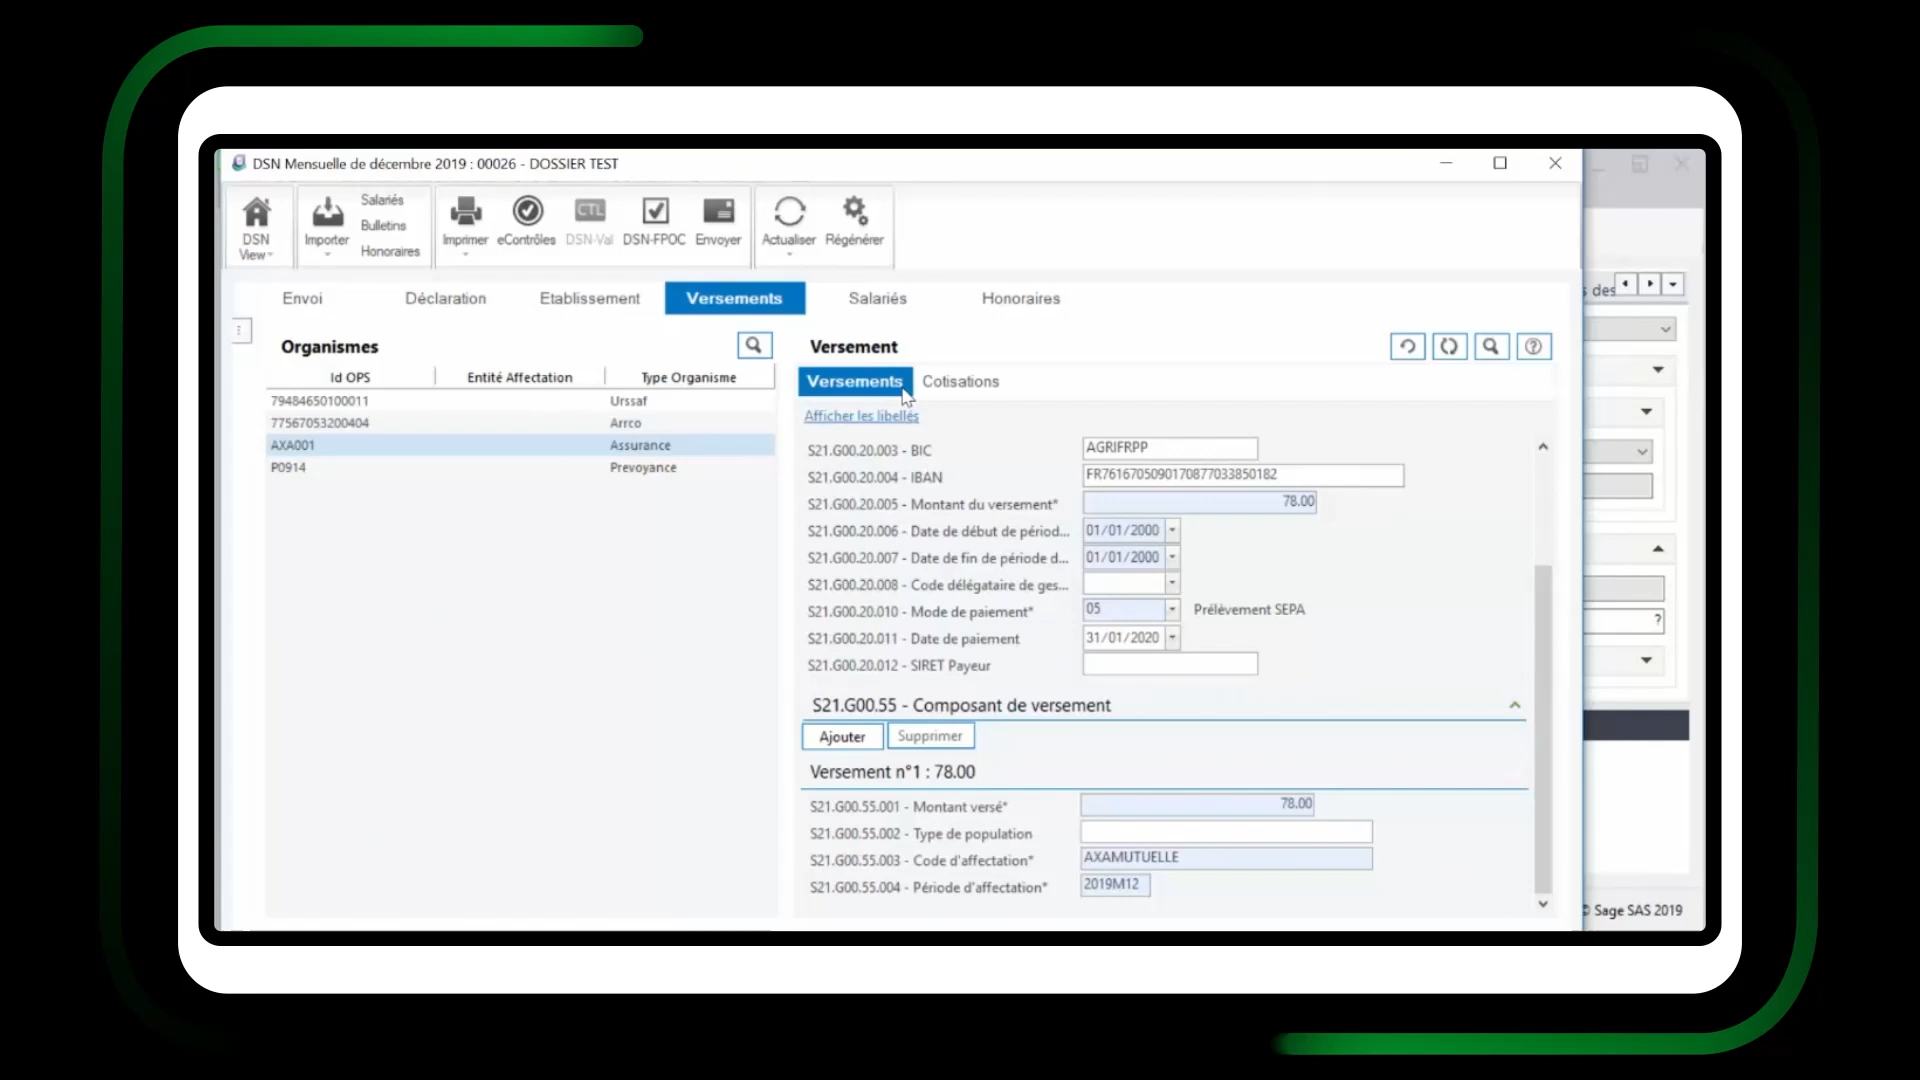 DSN Mensuelle de décembre 2019 : 00026 - DOSSIER TEST
DSN View
Importer
Salariés
Bulletins
Honoraires
Imprimer
eContrôles
CTL
DSN-Val
DSN-FPOC
Envoyer
Actualiser
Régénérer
Envoi Déclaration Etablissement Versements Salariés Honoraires
s des
Organismes
Id OPS Entité Affectation Type Organisme
79484650100011 Urssaf
77567053200404 Arrco
AXA001 Assurance
P0914 Prevoyance
Versement
Versements Cotisations
Afficher les libellés
S21.G00.20.003 - BIC AGRIFRPP
S21.G00.20.004 - IBAN FR7616705090170877033850182
S21.G00.20.005 - Montant du versement* 78.00
S21.G00.20.006 - Date de début de périod... 01/01/2000
S21.G00.20.007 - Date de fin de période d... 01/01/2000
S21.G00.20.008 - Code délégataire de ges...
S21.G00.20.010 - Mode de paiement* 05 Prélèvement SEPA
S21.G00.20.011 - Date de paiement 31/01/2020
S21.G00.20.012 - SIRET Payeur
S21.G00.55 - Composant de versement
Ajouter Supprimer
Versement n°1 : 78.00
S21.G00.55.001 - Montant versé* 78.00
S21.G00.55.002 - Type de population
S21.G00.55.003 - Code d'affectation* AXAMUTUELLE
S21.G00.55.004 - Période d'affectation* 2019M12
?
© Sage SAS 2019